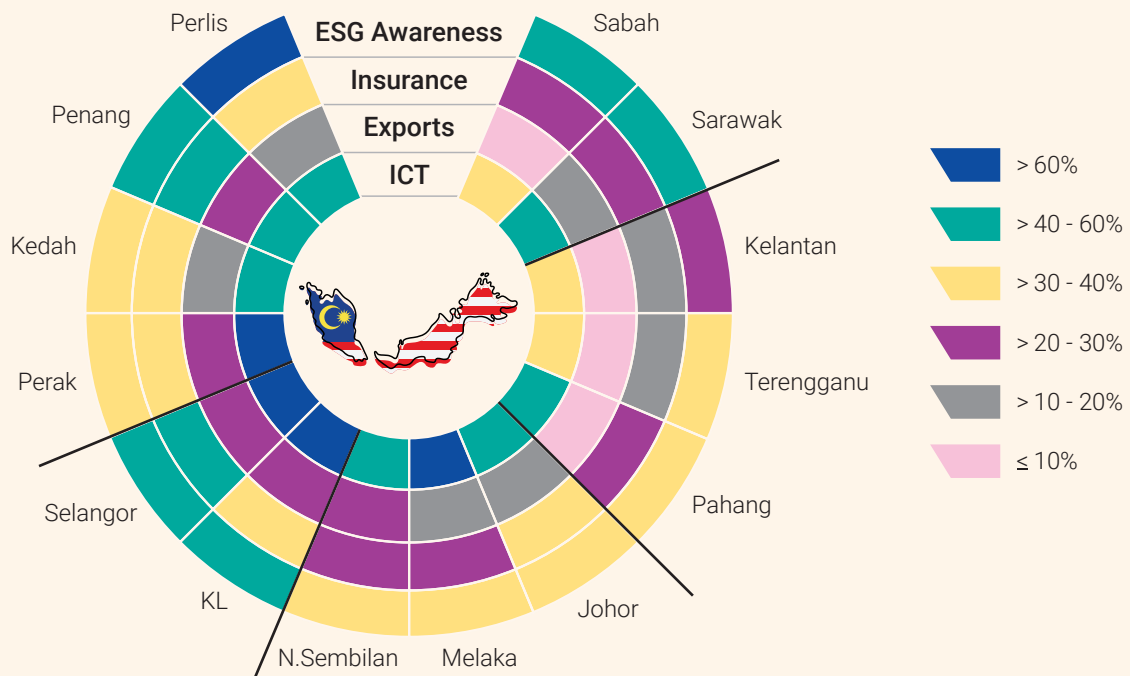 ESG Awareness
Insurance
Exports
ICT
Perlis
Penang
Kedah
Perak
Selangor
KL
N.Sembilan
Melaka
Johor
Pahang
Terengganu
Kelantan
Sarawak
Sabah
> 60%
> 40 - 60%
> 30 - 40%
> 20 - 30%
> 10 - 20%
≤ 10%